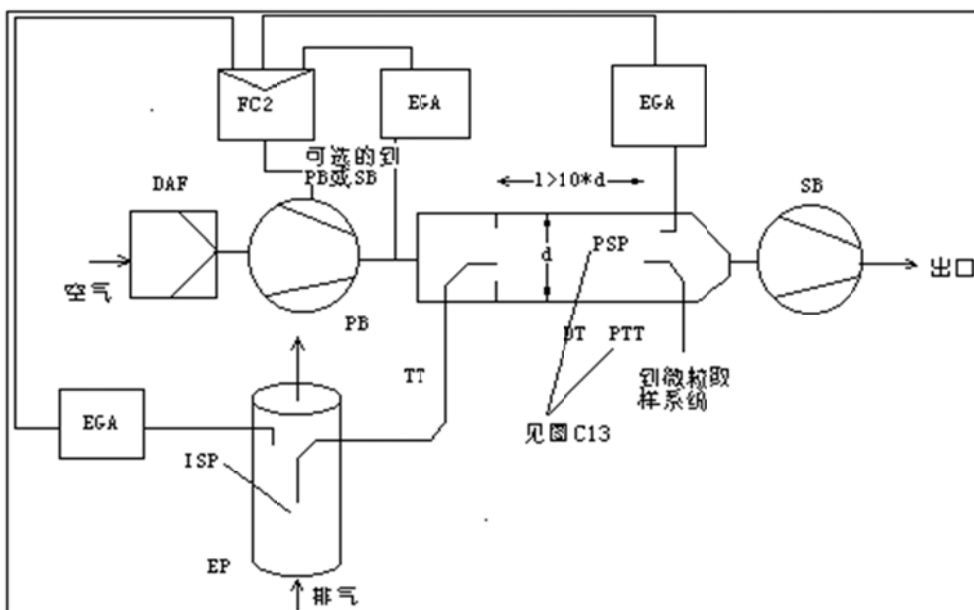 FC2
EGA
EGA
可选的到
PB或SB
DAF
l>10*d
SB
d
PSP
空气
出口
PB
DT PTT
TT
到微粒取
样系统
EGA
见图C13
ISP
EP
排气